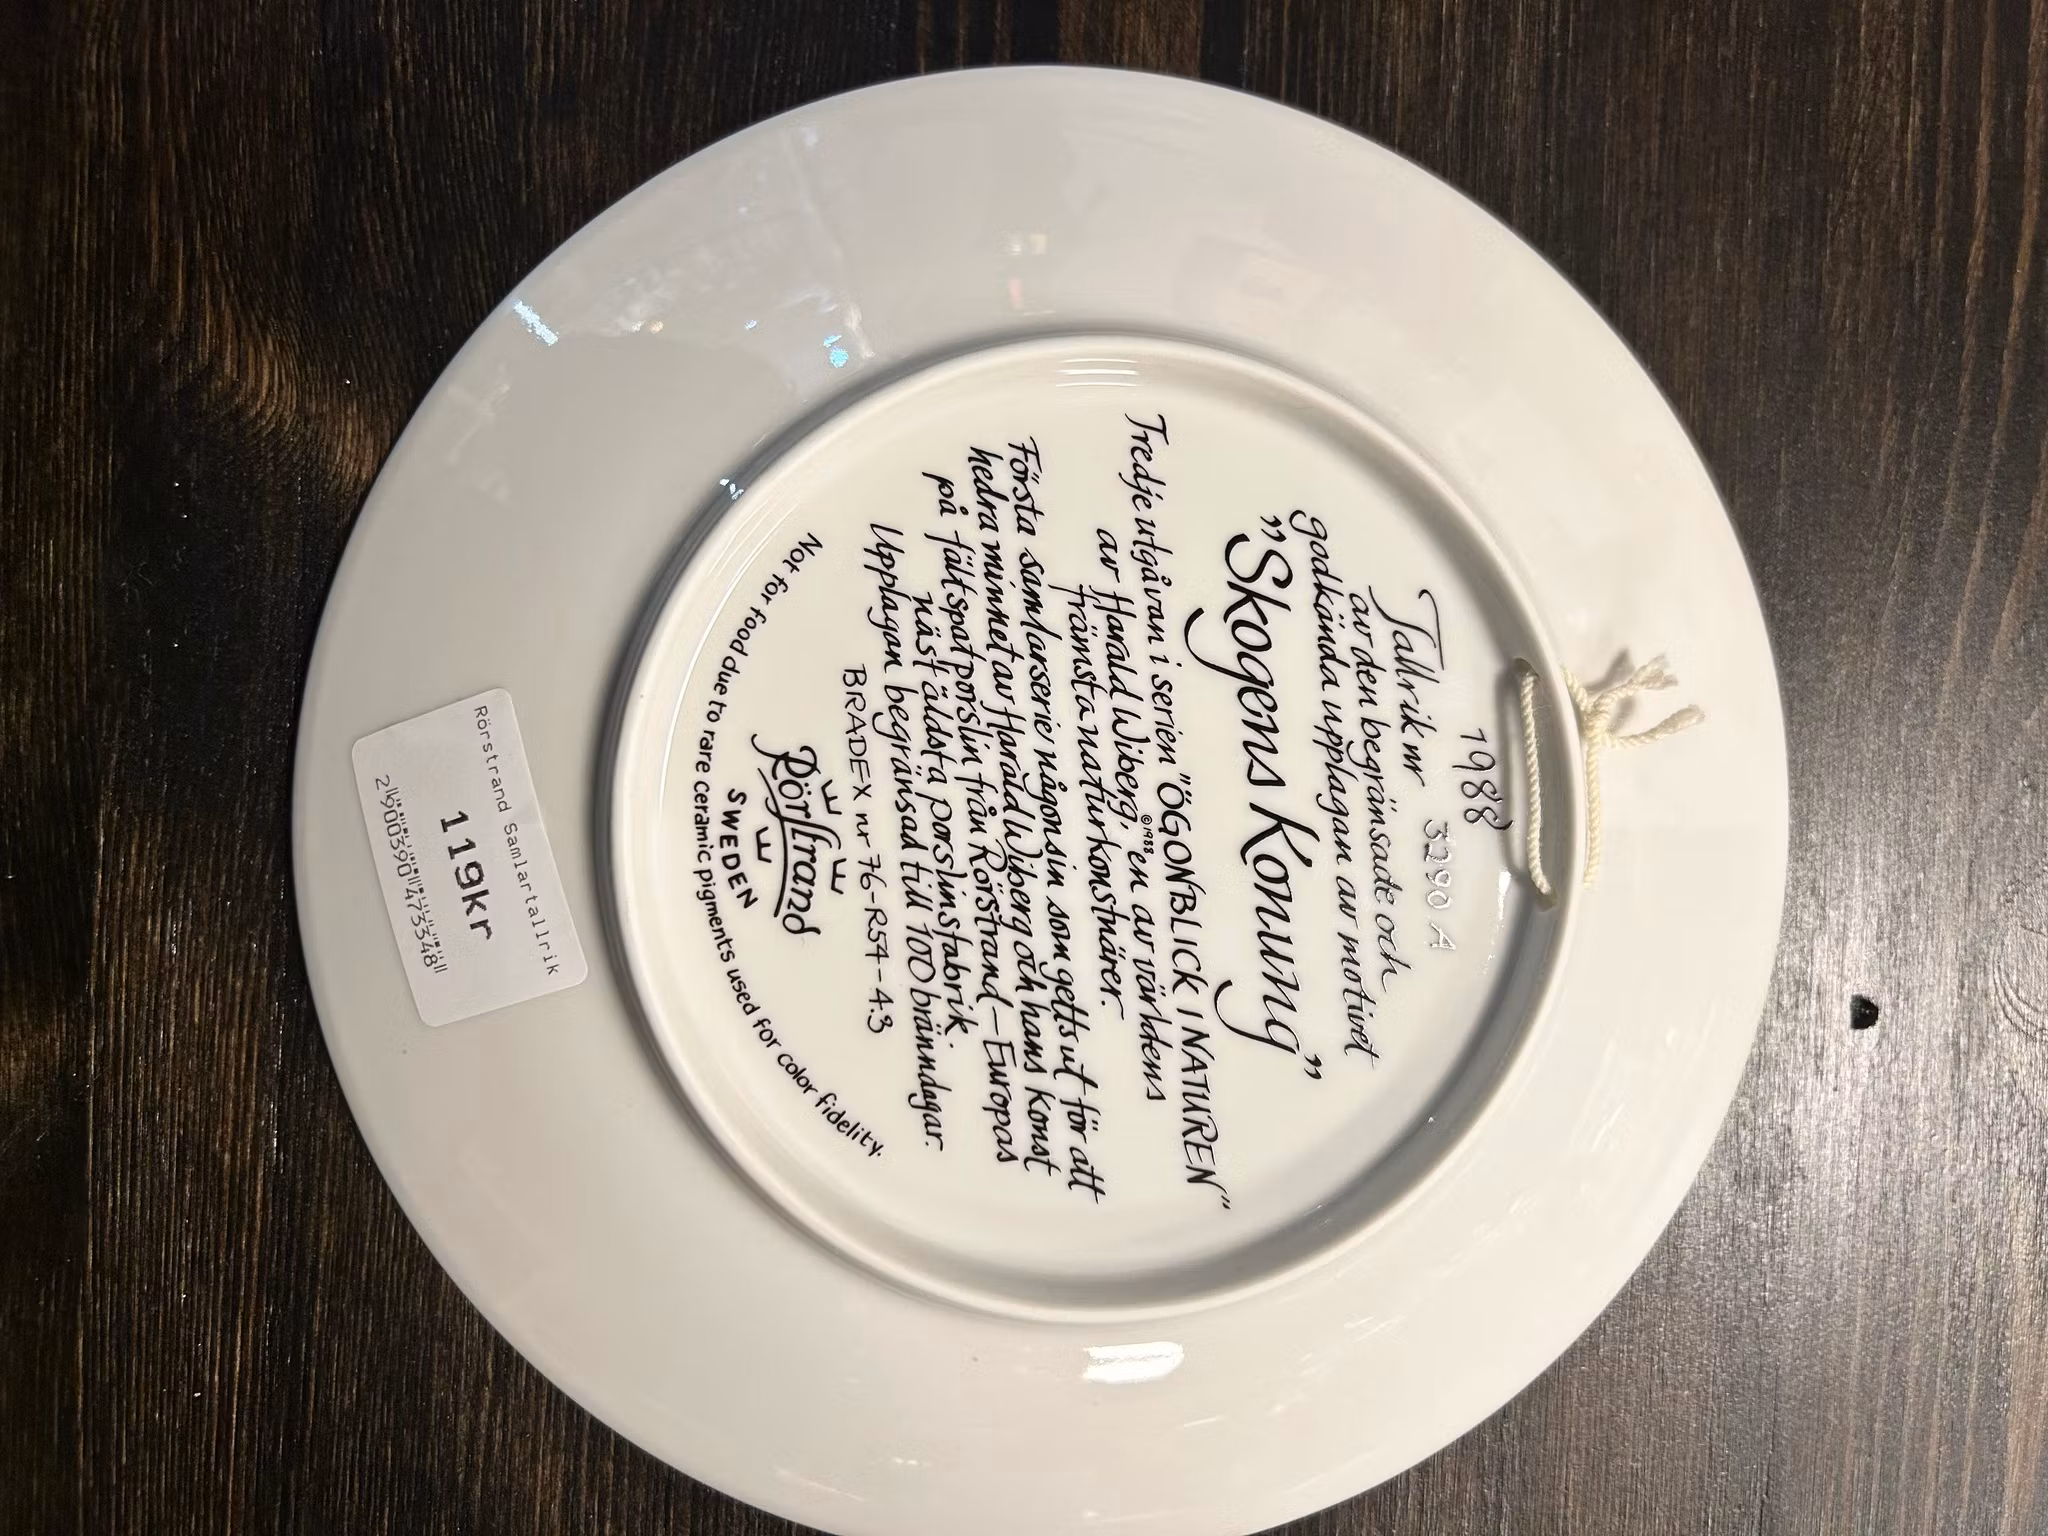 1988
Tallrik nr 3290 A
av den begränsade och
godkända upplagan av motivet
"Skogens Konung"
Tredje utgåvan i serien "ÖGONBLICK I NATUREN"
©1988
av Harald Wiberg, en av världens
främsta naturkonstnärer.
Första samlarserie någonsin som getts ut för att
hedra minnet av Harald Wiberg och hans konst
på fältspatporslin från Rörstrand – Europas
näst äldsta porslinsfabrik.
Upplagan begränsad till 100 bränndagar.
BRADEX nr 76-R54-4.3
Rörstrand
SWEDEN
Not for food due to rare ceramic pigments used for color fidelity.
Rörstrand Samlartallrik
119kr
2900390473348